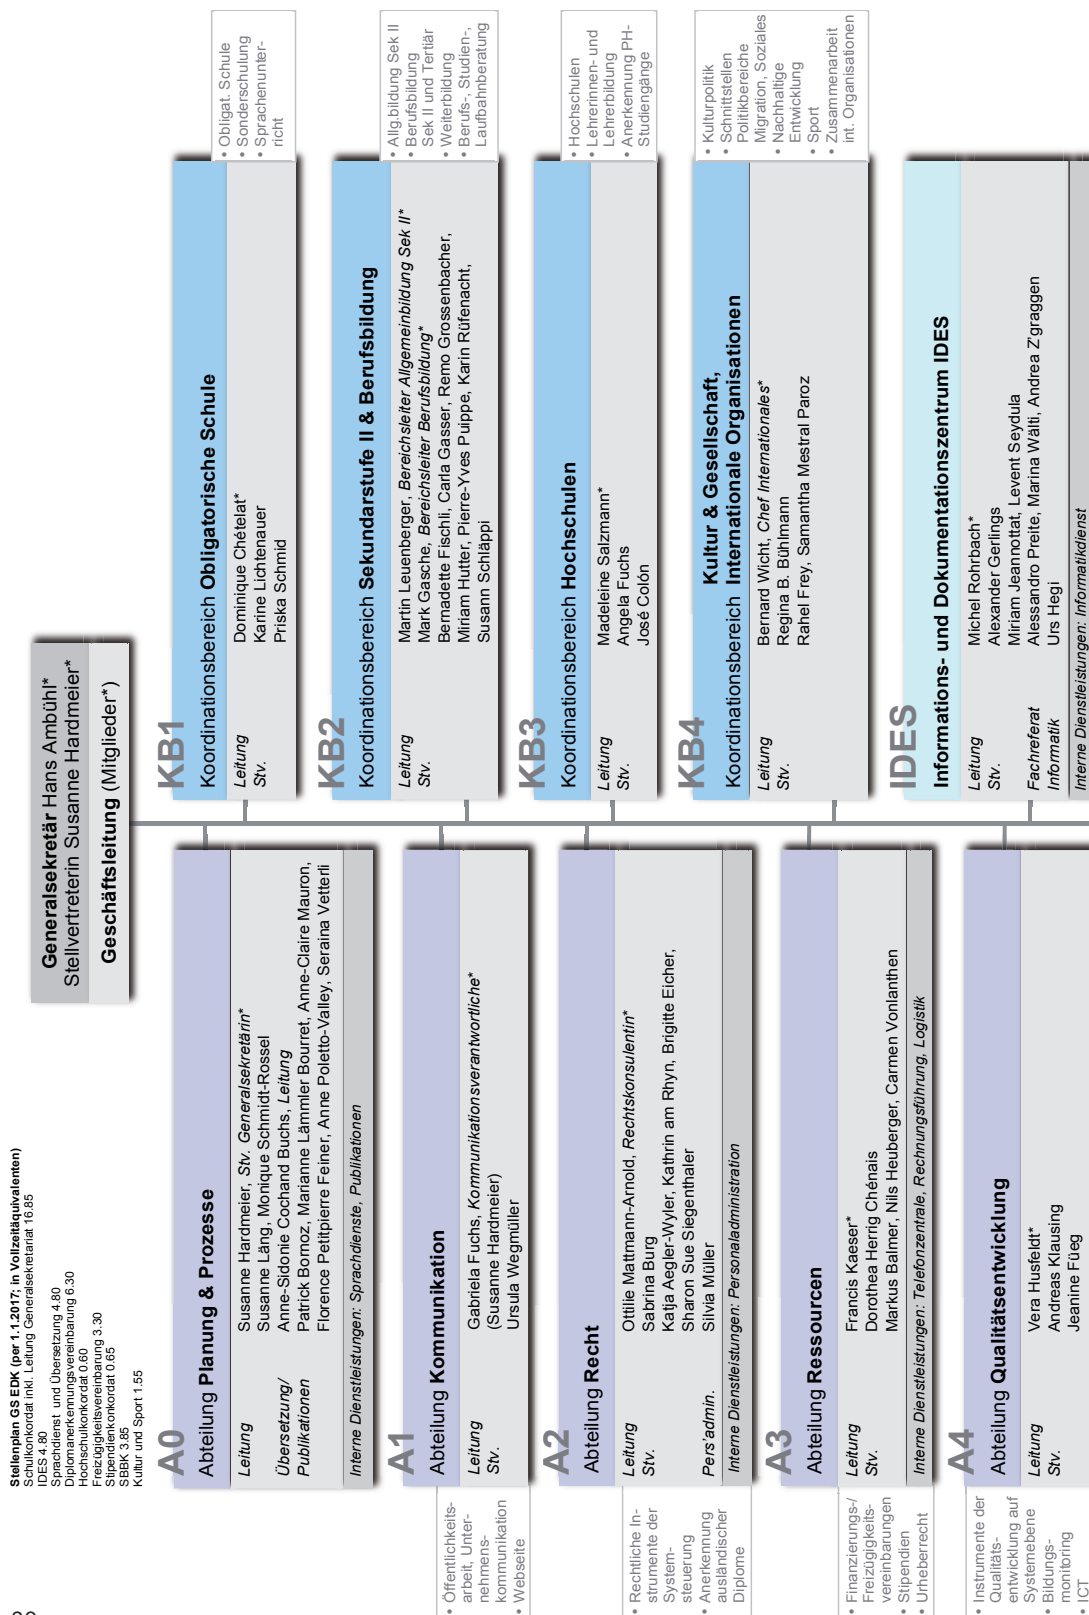 Stellenplan GS EDK (per 1.1.2017; in Vollzeitäquivalenten)
Schulkonkordat inkl. Leitung Generalsekretariat 16.85
IDES 4.80
Sprachdienst und Übersetzung 4.80
Diplomanerkennungsvereinbarung 6.30
Hochschulkonkordat 0.60
Freizügigkeitsvereinbarung 3.30
Stipendienkonkordat 0.65
SBBK 3.85
Kultur und Sport 1.55
Generalsekretär Hans Ambühl*
Stellvertreterin Susanne Hardmeier*
Geschäftsleitung (Mitglieder*)
A0
Abteilung Planung & Prozesse
Leitung Susanne Hardmeier, Stv. Generalsekretärin*
Susanne Läng, Monique Schmidt-Rossel
Übersetzung/ Anne-Sidonie Cochand Buchs, Leitung
Publikationen Patrick Bornoz, Marianne Lämmler Bourret, Anne-Claire Mauron,
Florence Petitpierre Feiner, Anne Poletto-Valley, Seraina Vetterli
Interne Dienstleistungen: Sprachdienste, Publikationen
A1
Abteilung Kommunikation
Leitung Gabriela Fuchs, Kommunikationsverantwortliche*
Stv. (Susanne Hardmeier)
Ursula Wegmüller
• Öffentlichkeits-
arbeit, Unter-
nehmens-
kommunikation
• Webseite
A2
Abteilung Recht
Leitung Ottilie Mattmann-Arnold, Rechtskonsulentin*
Stv. Sabrina Burg
Katja Aegler-Wyler, Kathrin am Rhyn, Brigitte Eicher,
Sharon Sue Siegenthaler
Pers'admin. Silvia Müller
Interne Dienstleistungen: Personaladministration
• Rechtliche In-
strumente der
System-
steuerung
• Anerkennung
ausländischer
Diplome
A3
Abteilung Ressourcen
Leitung Francis Kaeser*
Stv. Dorothea Herrig Chénais
Markus Balmer, Nils Heuberger, Carmen Vonlanthen
Interne Dienstleistungen: Telefonzentrale, Rechnungsführung, Logistik
• Finanzierungs-/
Freizügigkeits-
vereinbarungen
• Stipendien
• Urheberrecht
A4
Abteilung Qualitätsentwicklung
Leitung Vera Husfeldt*
Stv. Andreas Klausing
Jeanine Füeg
• Instrumente der
Qualitäts-
entwicklung auf
Systemebene
• Bildungs-
monitoring
• ICT
KB1
Koordinationsbereich Obligatorische Schule
Leitung Dominique Chételat*
Stv. Karine Lichtenauer
Priska Schmid
• Obligat. Schule
• Sonderschulung
• Sprachenunter-
richt
KB2
Koordinationsbereich Sekundarstufe II & Berufsbildung
Leitung Martin Leuenberger, Bereichsleiter Allgemeinbildung Sek II*
Stv. Mark Gasche, Bereichsleiter Berufsbildung*
Bernadette Fischli, Carla Gasser, Remo Grossenbacher,
Miriam Hutter, Pierre-Yves Puippe, Karin Rüfenacht,
Susann Schläppi
• Allg.bildung Sek II
• Berufsbildung
Sek II und Tertiär
• Weiterbildung
• Berufs-, Studien-,
Laufbahnberatung
KB3
Koordinationsbereich Hochschulen
Leitung Madeleine Salzmann*
Stv. Angela Fuchs
José Colón
• Hochschulen
• Lehrerinnen- und
Lehrerbildung
• Anerkennung PH-
Studiengänge
KB4
Kultur & Gesellschaft,
Koordinationsbereich Internationale Organisationen
Leitung Bernard Wicht, Chef Internationales*
Stv. Regina B. Bühlmann
Rahel Frey, Samantha Mestral Paroz
• Kulturpolitik
• Schnittstellen
Politikbereiche
Migration, Soziales
• Nachhaltige
Entwicklung
• Sport
• Zusammenarbeit
int. Organisationen
IDES
Informations- und Dokumentationszentrum IDES
Leitung Michel Rohrbach*
Stv. Alexander Gerlings
Miriam Jeannottat, Levent Seydula
Fachreferat Alessandro Preite, Marina Wälti, Andrea Z'graggen
Informatik Urs Hegi
Interne Dienstleistungen: Informatikdienst